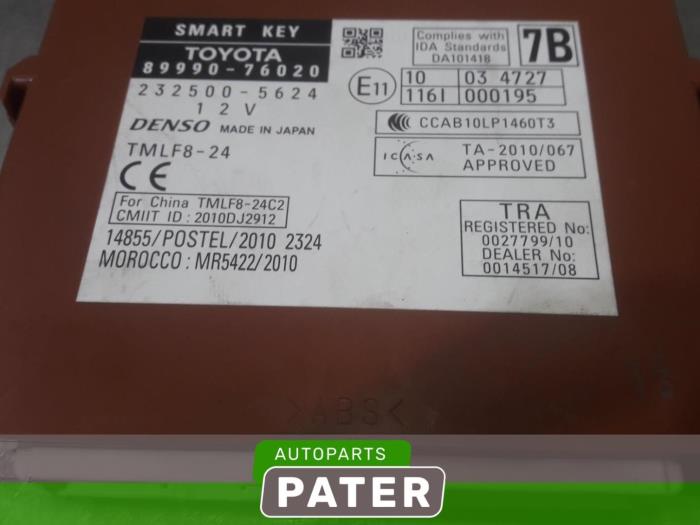 SMART KEY
TOYOTA
89990-76020
232500-5624
12V
DENSO MADE IN JAPAN
TMLF8-24
CE
For China TMLF8-24C2
CMIIT ID : 2010DJ2912
14855/POSTEL/2010 2324
MOROCCO : MR5422/2010
Complies with
IDA Standards
DA101418
7B
E11
10 03 4727
116I 000195
CCAB10LP1460T3
ICASA
TA-2010/067
APPROVED
TRA
REGISTERED No:
0027799/10
DEALER No:
0014517/08
>ABS<
AUTOPARTS
PATER